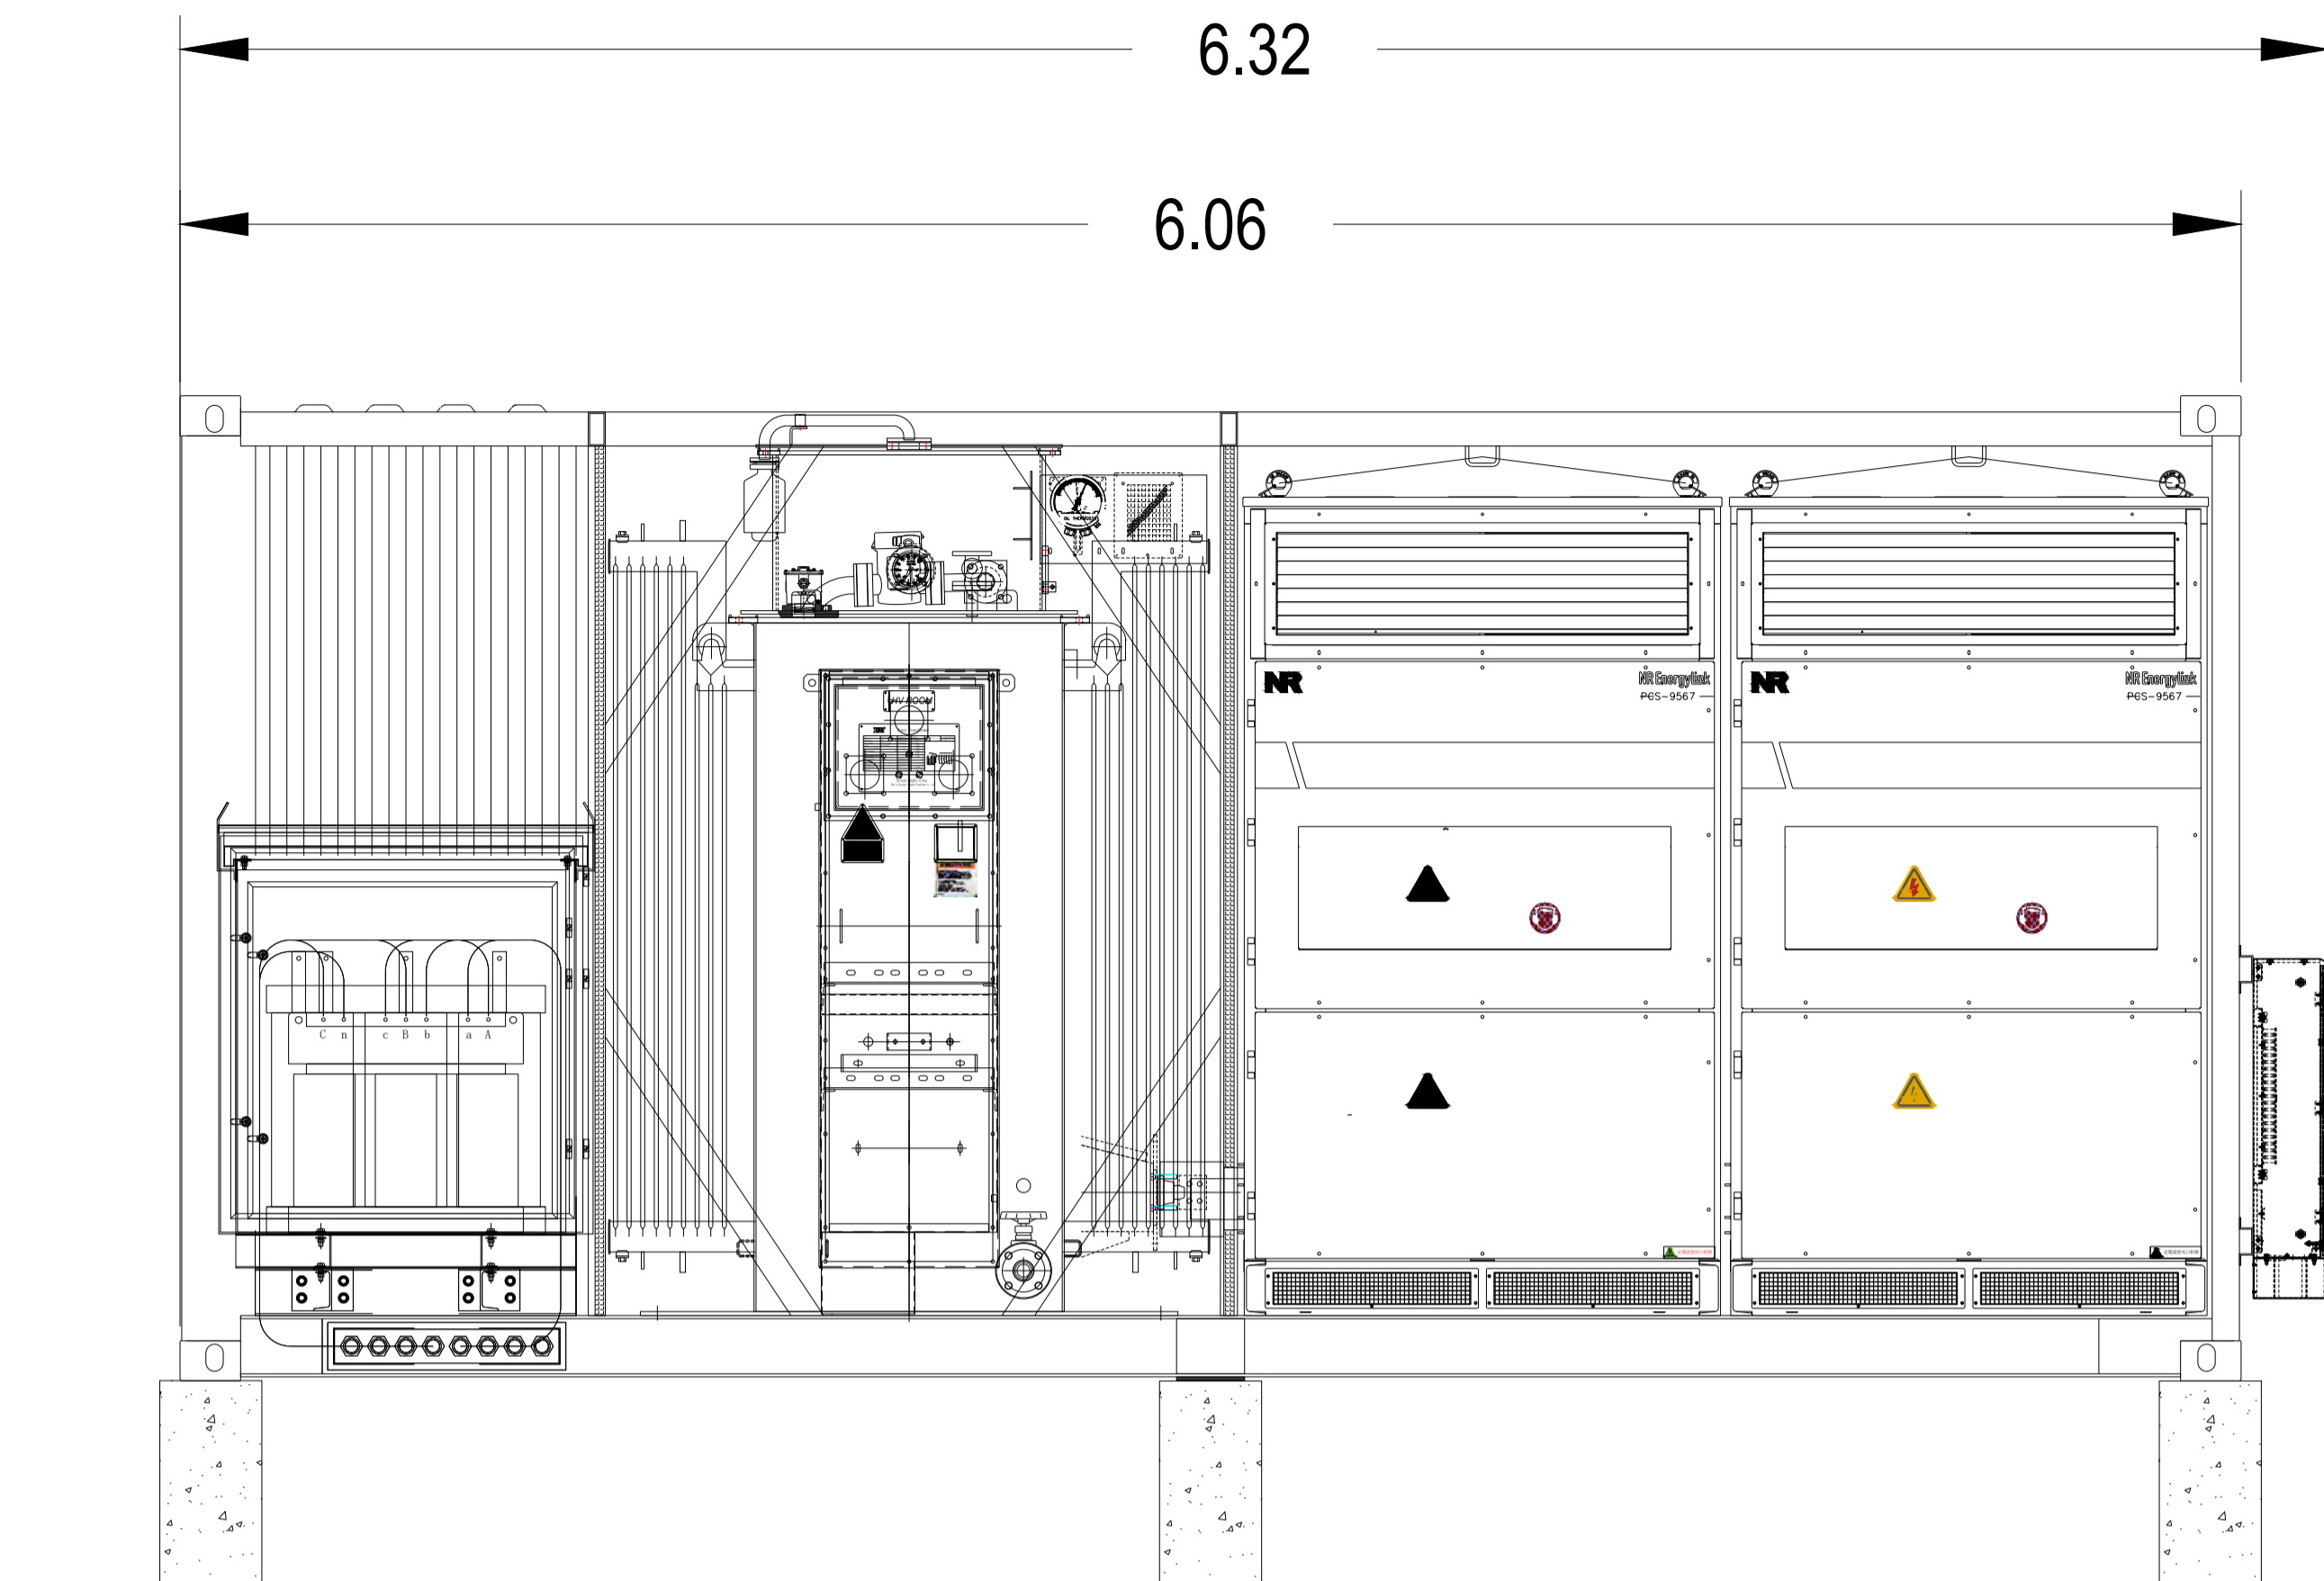 6.32
6.06
NR
NR Energylink
PCS-9567
NR
NR Energylink
PCS-9567
HV ROOM
C n c B b a A